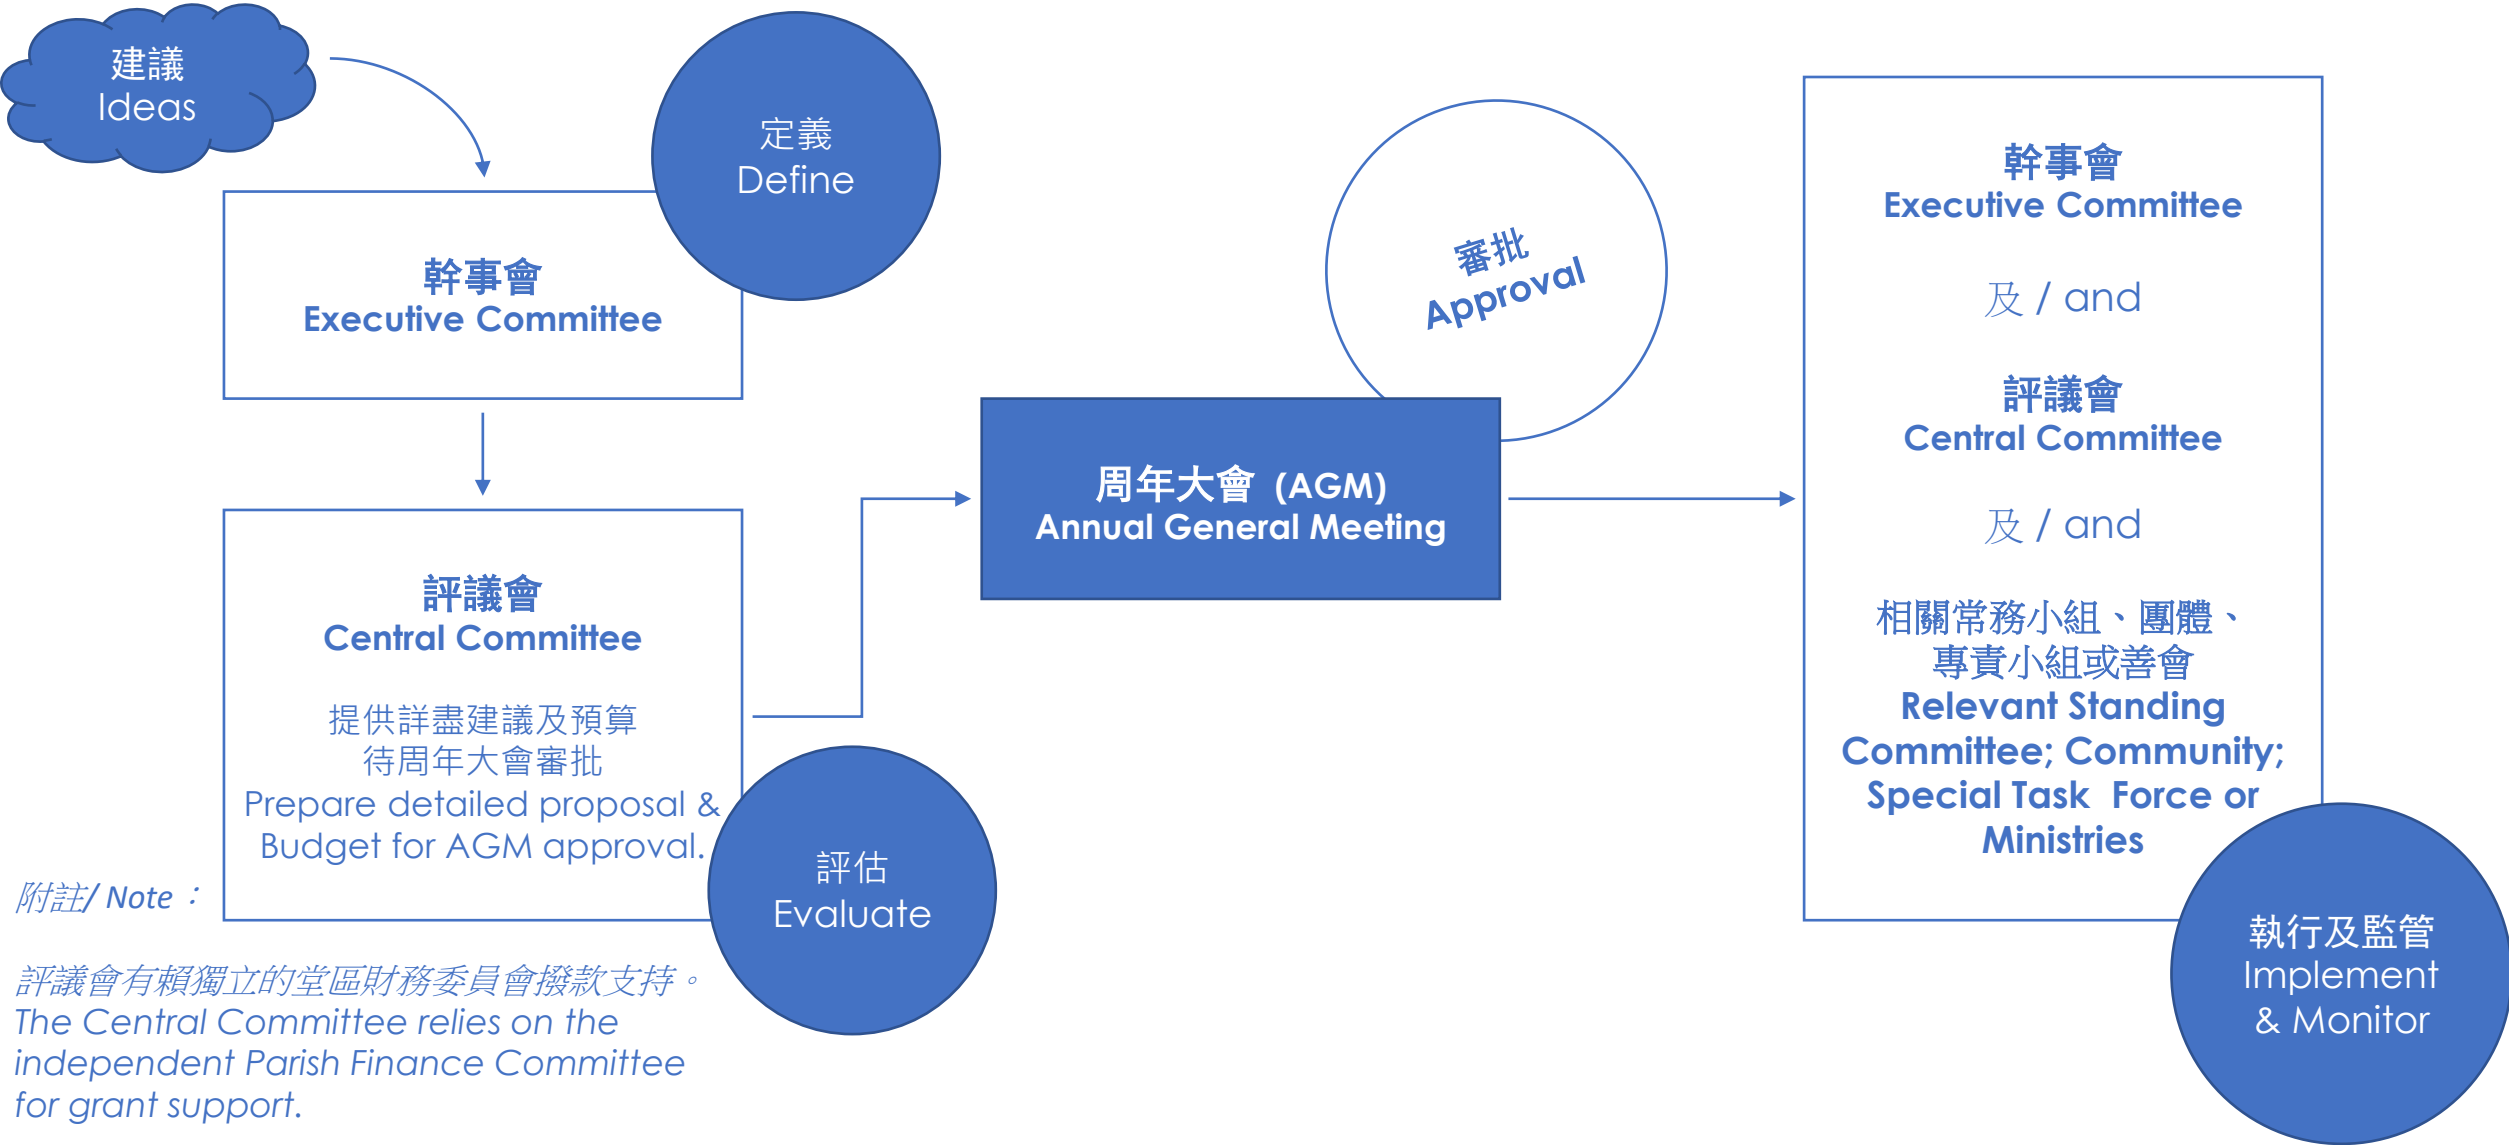 建議
Ideas
定義
Define
幹事會
Executive Committee
評議會
Central Committee
提供詳盡建議及預算
待周年大會審批
Prepare detailed proposal &
Budget for AGM approval.
評估
Evaluate
審批
Approval
周年大會 (AGM)
Annual General Meeting
幹事會
Executive Committee
及 / and
評議會
Central Committee
及 / and
相關常務小組、團體、
專責小組或善會
Relevant Standing
Committee; Community;
Special Task Force or
Ministries
執行及監管
Implement
& Monitor
附註/ Note：
評議會有賴獨立的堂區財務委員會撥款支持。
The Central Committee relies on the
independent Parish Finance Committee
for grant support.